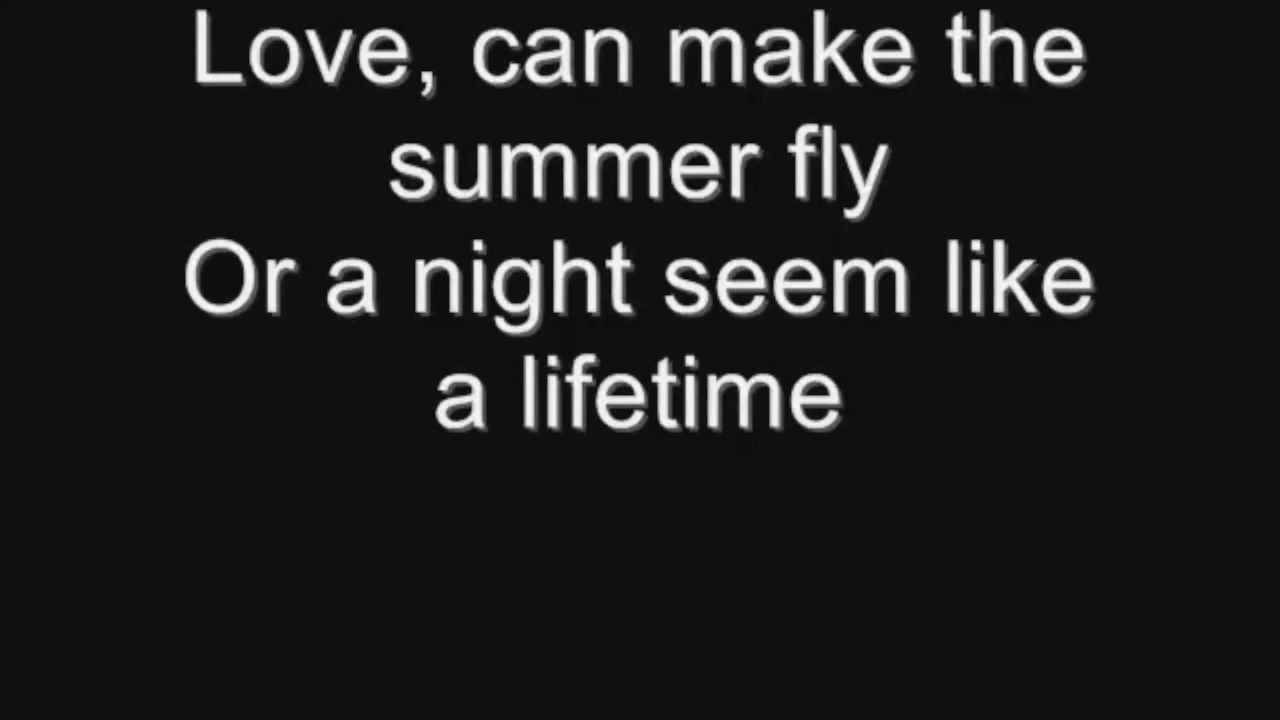 Love, can make the
summer fly
Or a night seem like
a lifetime